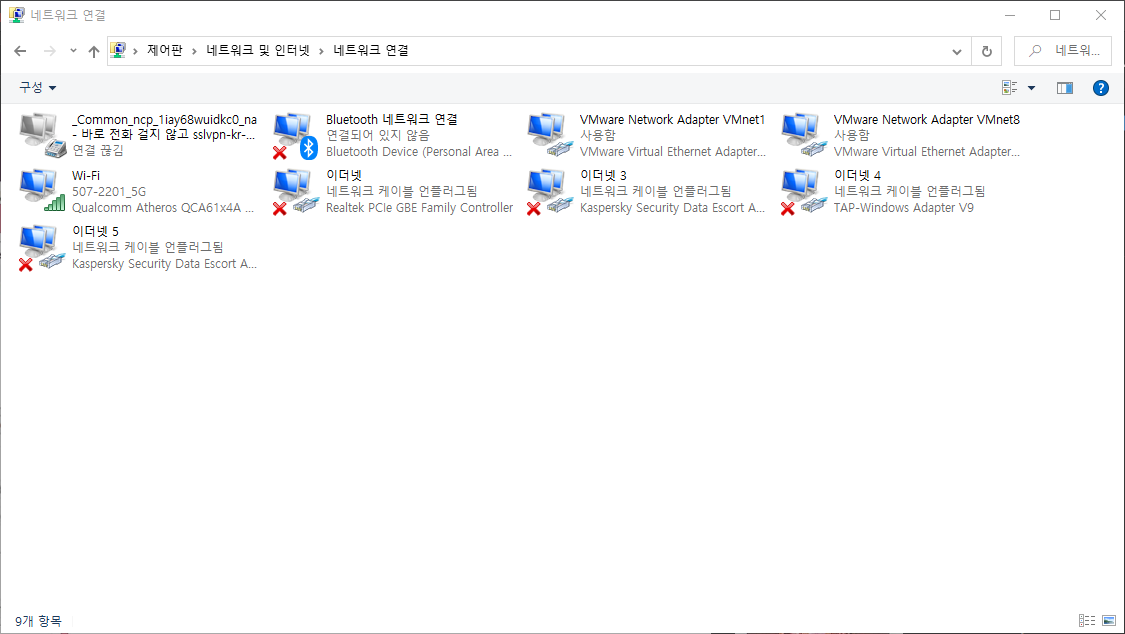 네트워크 연결
제어판 › 네트워크 및 인터넷 › 네트워크 연결
네트워...
구성
_Common_ncp_1iay68wuidkc0_na
- 바로 전화 걸지 않고 sslvpn-kr-...
연결 끊김
Bluetooth 네트워크 연결
연결되어 있지 않음
Bluetooth Device (Personal Area ...
VMware Network Adapter VMnet1
사용함
VMware Virtual Ethernet Adapter...
VMware Network Adapter VMnet8
사용함
VMware Virtual Ethernet Adapter...
Wi-Fi
507-2201_5G
Qualcomm Atheros QCA61x4A ...
이더넷
네트워크 케이블 언플러그됨
Realtek PCIe GBE Family Controller
이더넷 3
네트워크 케이블 언플러그됨
Kaspersky Security Data Escort A...
이더넷 4
네트워크 케이블 언플러그됨
TAP-Windows Adapter V9
이더넷 5
네트워크 케이블 언플러그됨
Kaspersky Security Data Escort A...
9개 항목